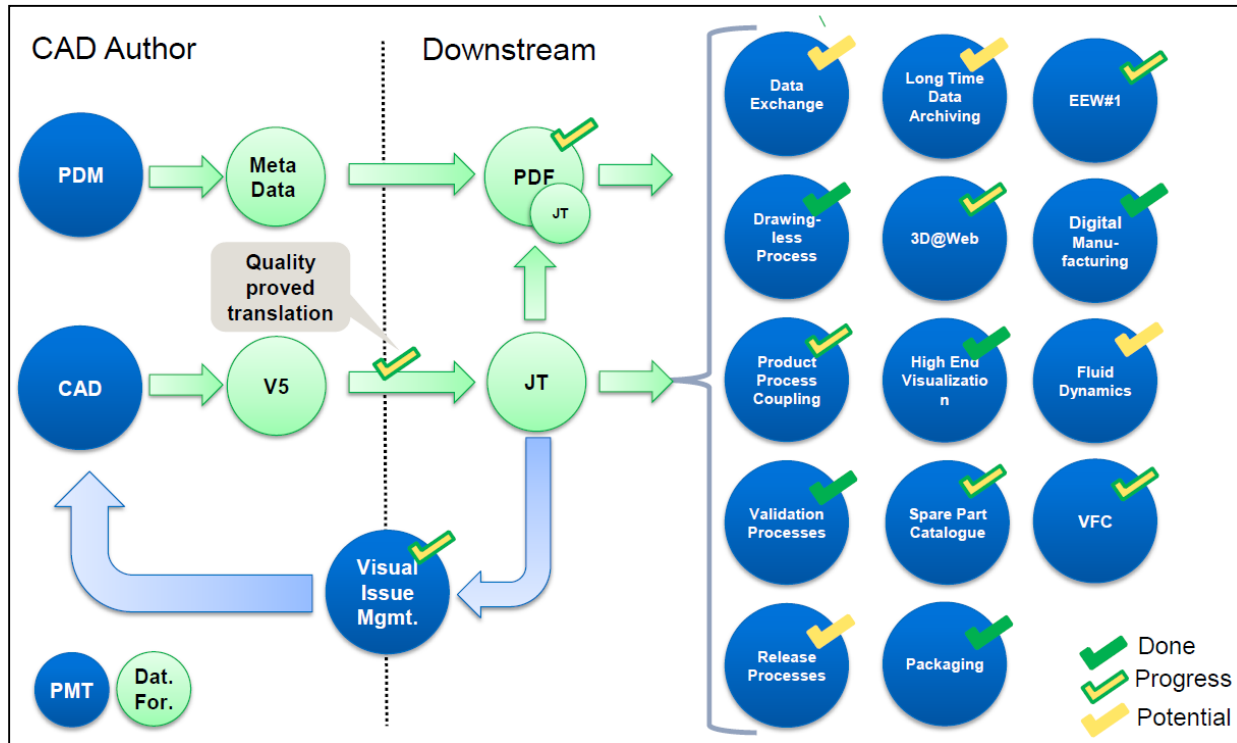 CAD Author
Downstream
PDM
Meta
Data
PDF
JT
Quality
proved
translation
CAD
V5
JT
Visual
Issue
Mgmt.
PMT
Dat.
For.
Data
Exchange
Long Time
Data
Archiving
EEW#1
Drawing-
less
Process
3D@Web
Digital
Manu-
facturing
Product
Process
Coupling
High End
Visualizatio
n
Fluid
Dynamics
Validation
Processes
Spare Part
Catalogue
VFC
Release
Processes
Packaging
Done
Progress
Potential